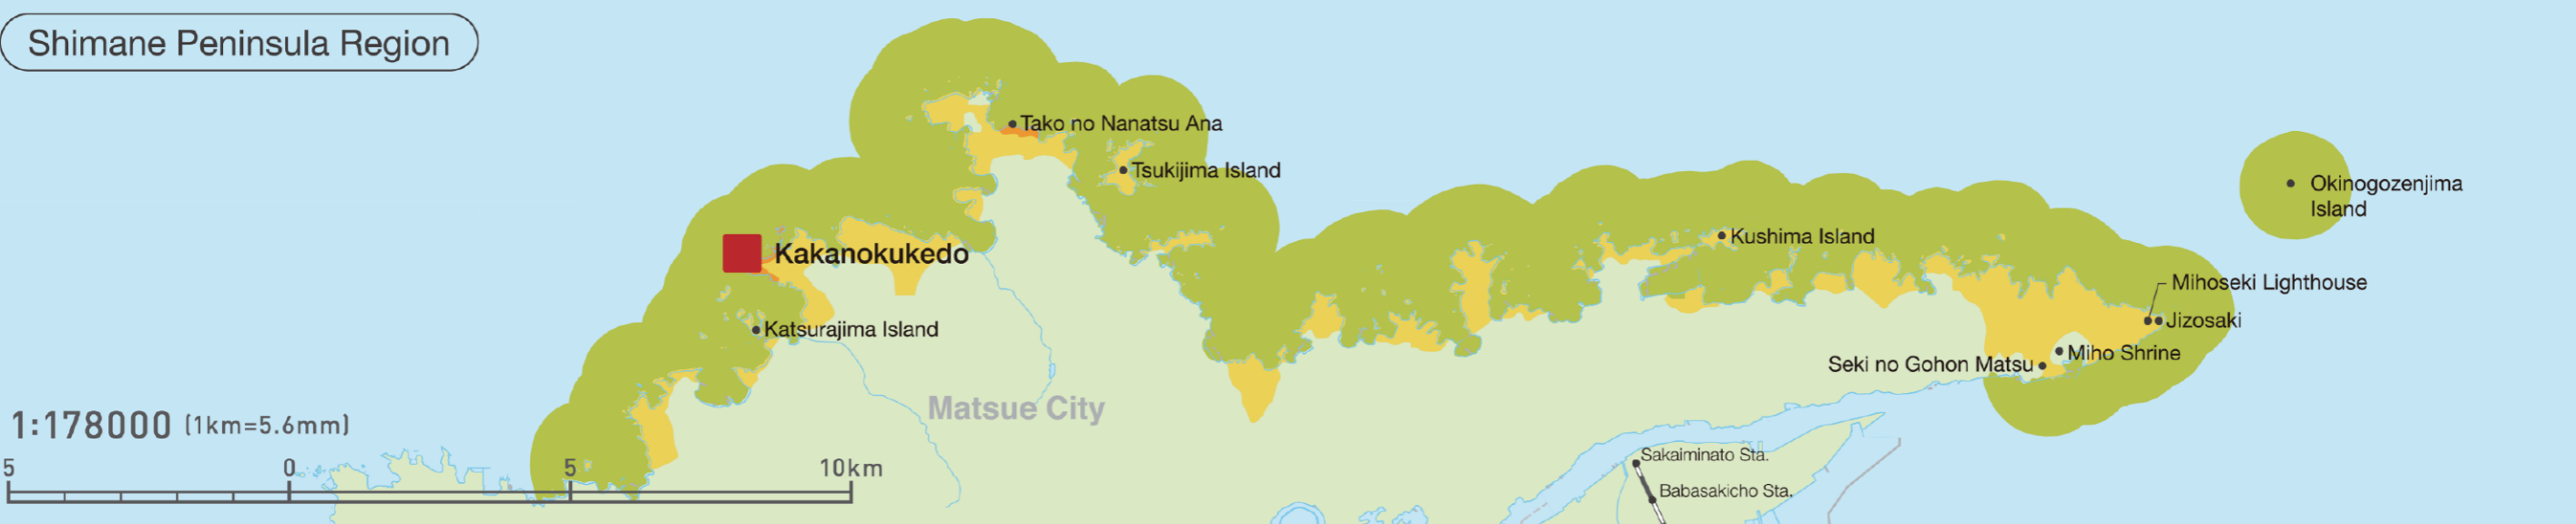 Shimane Peninsula Region
Tako no Nanatsu Ana
Tsukijima Island
Okinogozenjima
Island
Kushima Island
Kakanokukedo
Mihoseki Lighthouse
Jizosaki
Katsurajima Island
Miho Shrine
Seki no Gohon Matsu
Matsue City
1:178000 (1km=5.6mm)
5 0 5 10km
Sakaiminato Sta.
Babasakicho Sta.